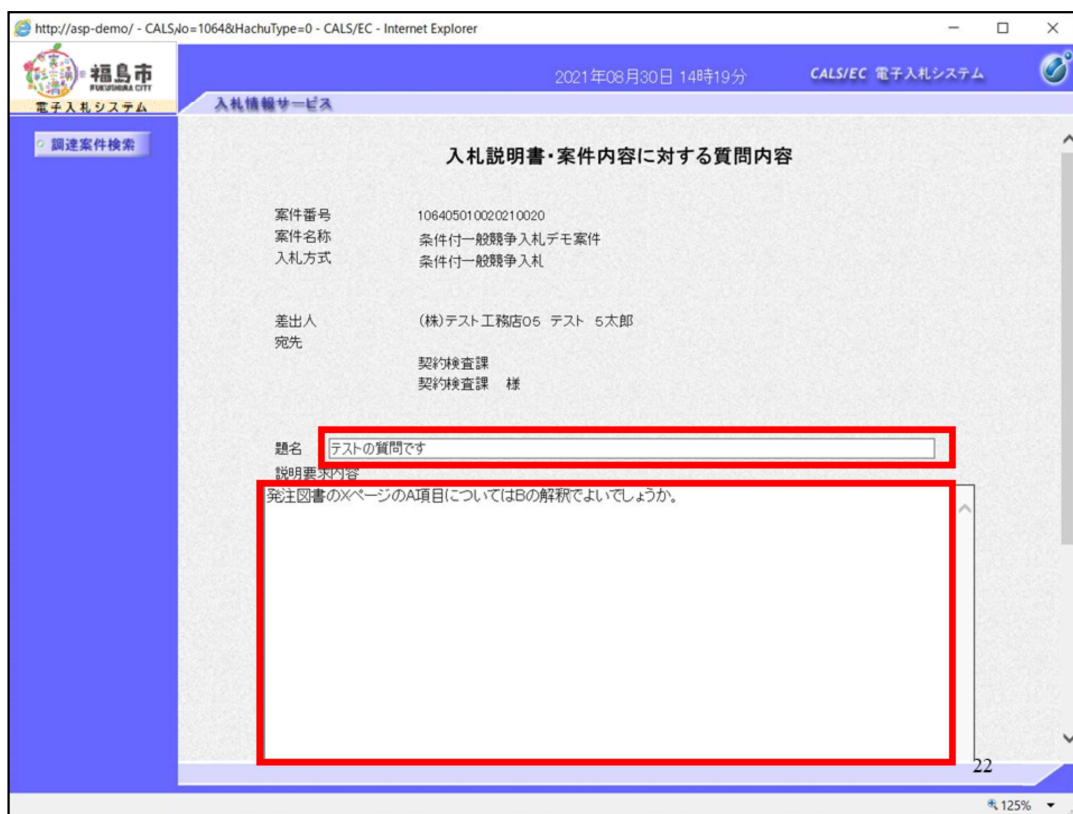 http://asp-demo/ - CALS/Io=1064&HachuType=0 - CALS/EC - Internet Explorer
福島市
FUKUSHIMA CITY
電子入札システム
2021年08月30日 14時19分
CALS/EC 電子入札システム
入札情報サービス
調達案件検索
入札説明書・案件内容に対する質問内容
案件番号 106405010020210020
案件名称 条件付一般競争入札デモ案件
入札方式 条件付一般競争入札
差出人 (株)テスト工務店05 テスト 5太郎
宛先
契約検査課
契約検査課 様
題名 テストの質問です
説明要求内容
発注図書のXページのA項目についてはBの解釈でよいでしょうか。
22
125%